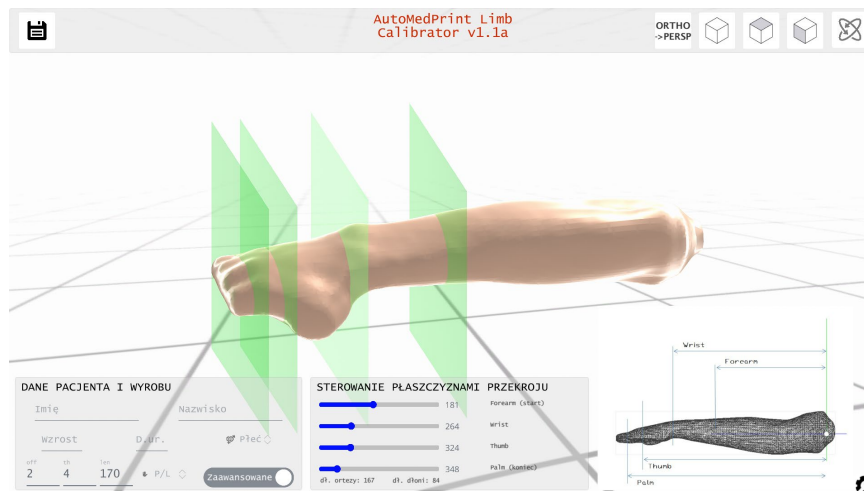 AutoMedPrint Limb
Calibrator v1.1a
ORTHO
->PERSP
DANE PACJENTA I WYROBU
Imię
Nazwisko
Wzrost
D.ur.
Płeć
off
th
len
2
4
170
P/L
Zaawansowane
STEROWANIE PŁASZCZYZNAMI PRZEKROJU
181 Forearm (start)
264 Wrist
324 Thumb
348 Palm (koniec)
dł. ortezy: 167 dł. dłoni: 84
Wrist
Forearm
Thumb
Palm